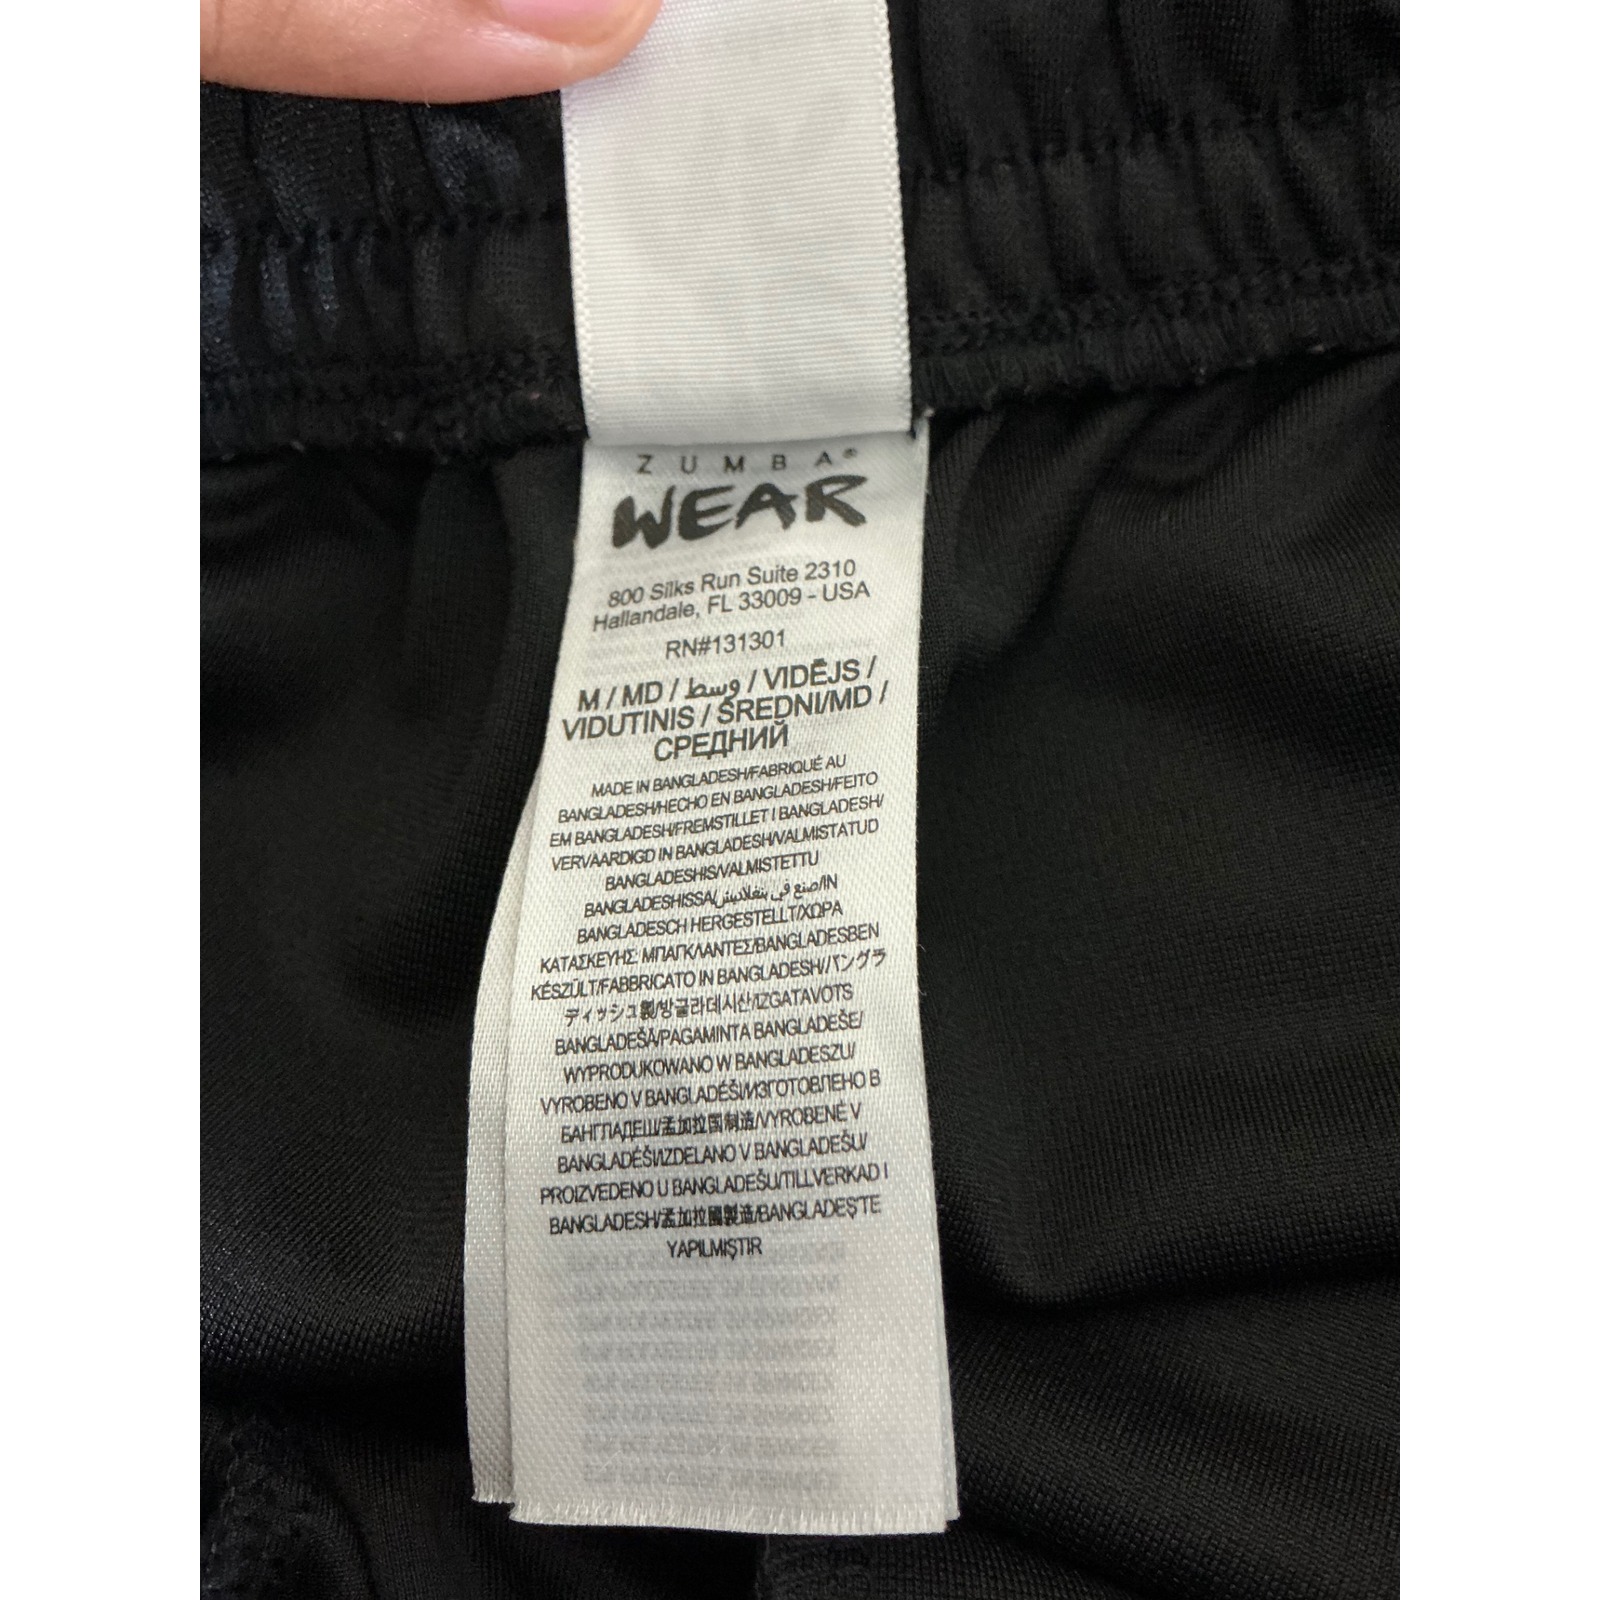 ZUMBA®
WEAR
800 Silks Run Suite 2310
Hallandale, FL 33009 - USA
RN#131301
M / MD / وسط / VIDĒJS /
VIDUTINIS / ŚREDNI/MD /
СРЕДНИЙ
MADE IN BANGLADESH/FABRIQUÉ AU
BANGLADESH/HECHO EN BANGLADESH/FEITO
EM BANGLADESH/FREMSTILLET I BANGLADESH/
VERVAARDIGD IN BANGLADESH/VALMISTATUD
BANGLADESHIS/VALMISTETTU
BANGLADESHISSA/صنع في بنغلاديش/IN
BANGLADESCH HERGESTELLT/ΧΩΡΑ
ΚΑΤΑΣΚΕΥΗΣ: ΜΠΑΓΚΛΑΝΤΕΣ/BANGLADESBEN
KÉSZÜLT/FABBRICATO IN BANGLADESH/バングラ
ディッシュ製/방글라데시산/IZGATAVOTS
BANGLADEŠĀ/PAGAMINTA BANGLADEŠE/
WYPRODUKOWANO W BANGLADESZU/
VYROBENO V BANGLADÉŠI/ИЗГОТОВЛЕНО В
БАНГЛАДЕШ/孟加拉国制造/VYROBENÉ V
BANGLADÉŠI/IZDELANO V BANGLADEŠU/
PROIZVEDENO U BANGLADEŠU/TILLVERKAD I
BANGLADESH/孟加拉國製造/BANGLADEŞ'TE
YAPILMIŞTIR